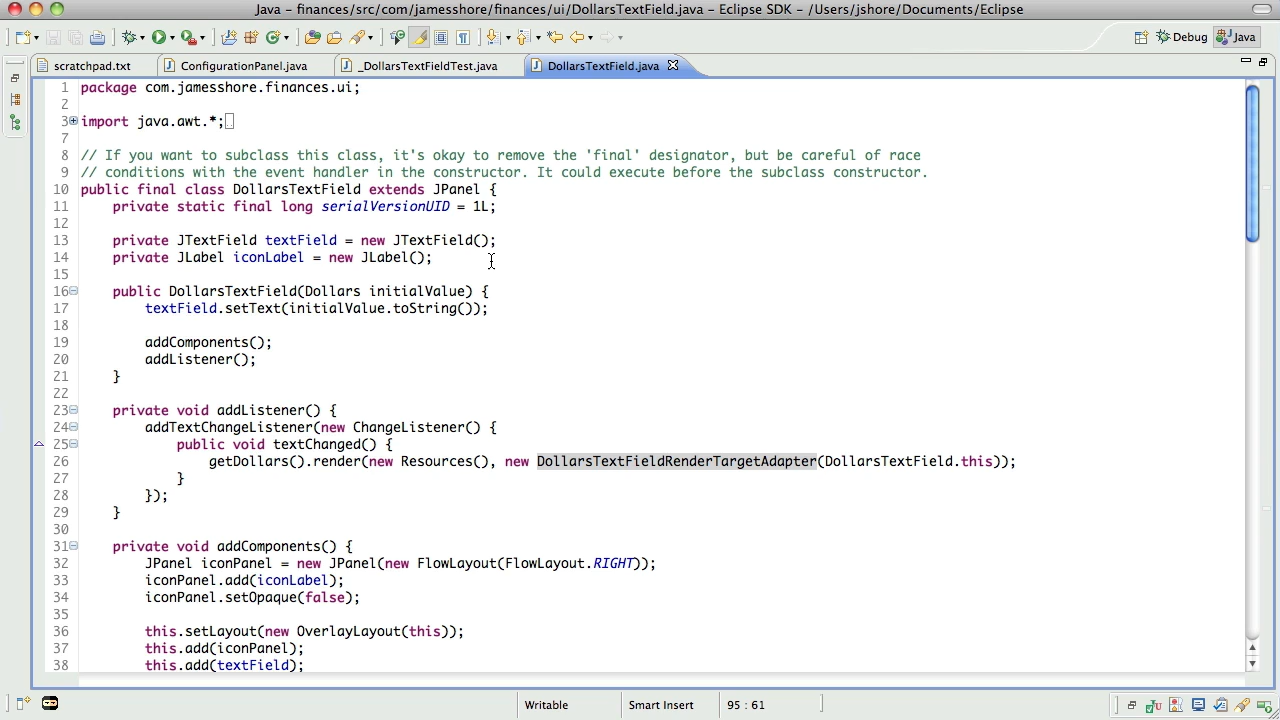 Java - finances/src/com/jamesshore/finances/ui/DollarsTextField.java - Eclipse SDK - /Users/jshore/Documents/Eclipse
Debug Java
scratchpad.txt ConfigurationPanel.java _DollarsTextFieldTest.java DollarsTextField.java
1 package com.jamesshore.finances.ui;
2
3 import java.awt.*;
7
8 // If you want to subclass this class, it's okay to remove the 'final' designator, but be careful of race
9 // conditions with the event handler in the constructor. It could execute before the subclass constructor.
10 public final class DollarsTextField extends JPanel {
11     private static final long serialVersionUID = 1L;
12
13     private JTextField textField = new JTextField();
14     private JLabel iconLabel = new JLabel();
15
16     public DollarsTextField(Dollars initialValue) {
17         textField.setText(initialValue.toString());
18
19         addComponents();
20         addListener();
21     }
22
23     private void addListener() {
24         addTextChangeListener(new ChangeListener() {
25             public void textChanged() {
26                 getDollars().render(new Resources(), new DollarsTextFieldRenderTargetAdapter(DollarsTextField.this));
27             }
28         });
29     }
30
31     private void addComponents() {
32         JPanel iconPanel = new JPanel(new FlowLayout(FlowLayout.RIGHT));
33         iconPanel.add(iconLabel);
34         iconPanel.setOpaque(false);
35
36         this.setLayout(new OverlayLayout(this));
37         this.add(iconPanel);
38         this.add(textField);
Writable Smart Insert 95 : 61